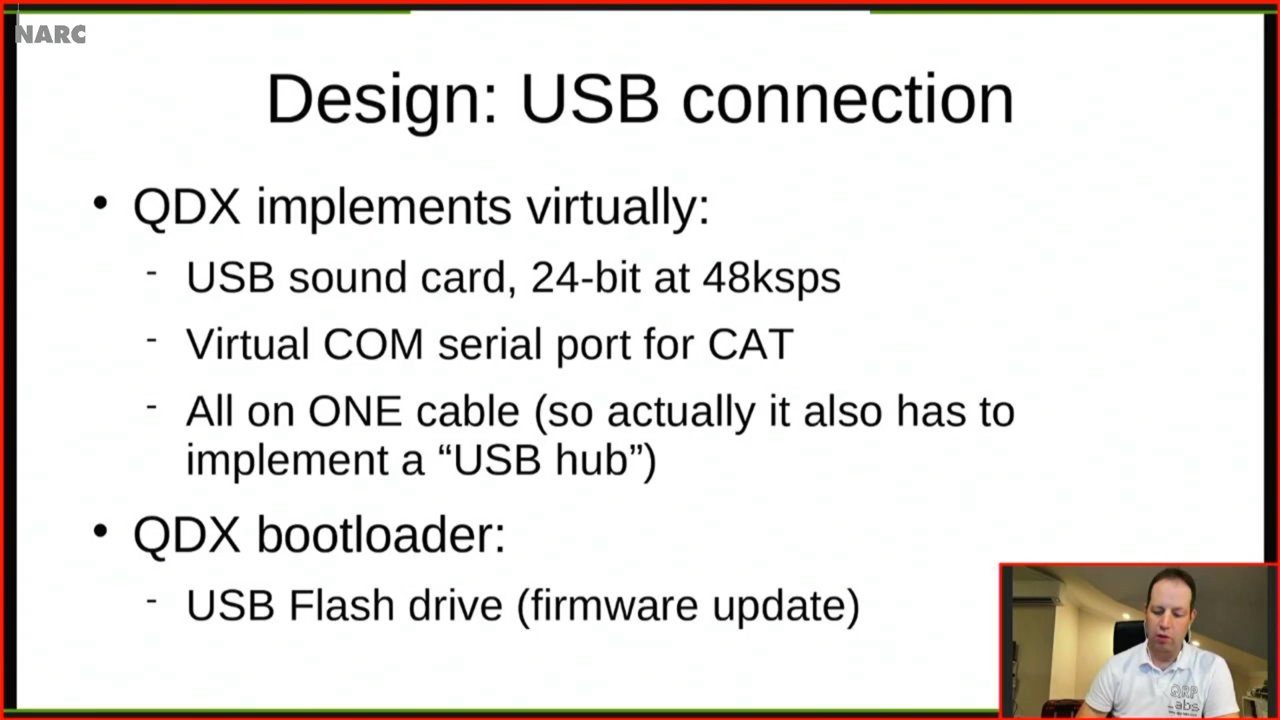 NARC
Design: USB connection
• QDX implements virtually:
- USB sound card, 24-bit at 48ksps
- Virtual COM serial port for CAT
- All on ONE cable (so actually it also has to
implement a “USB hub”)
• QDX bootloader:
- USB Flash drive (firmware update)
QRP
abs